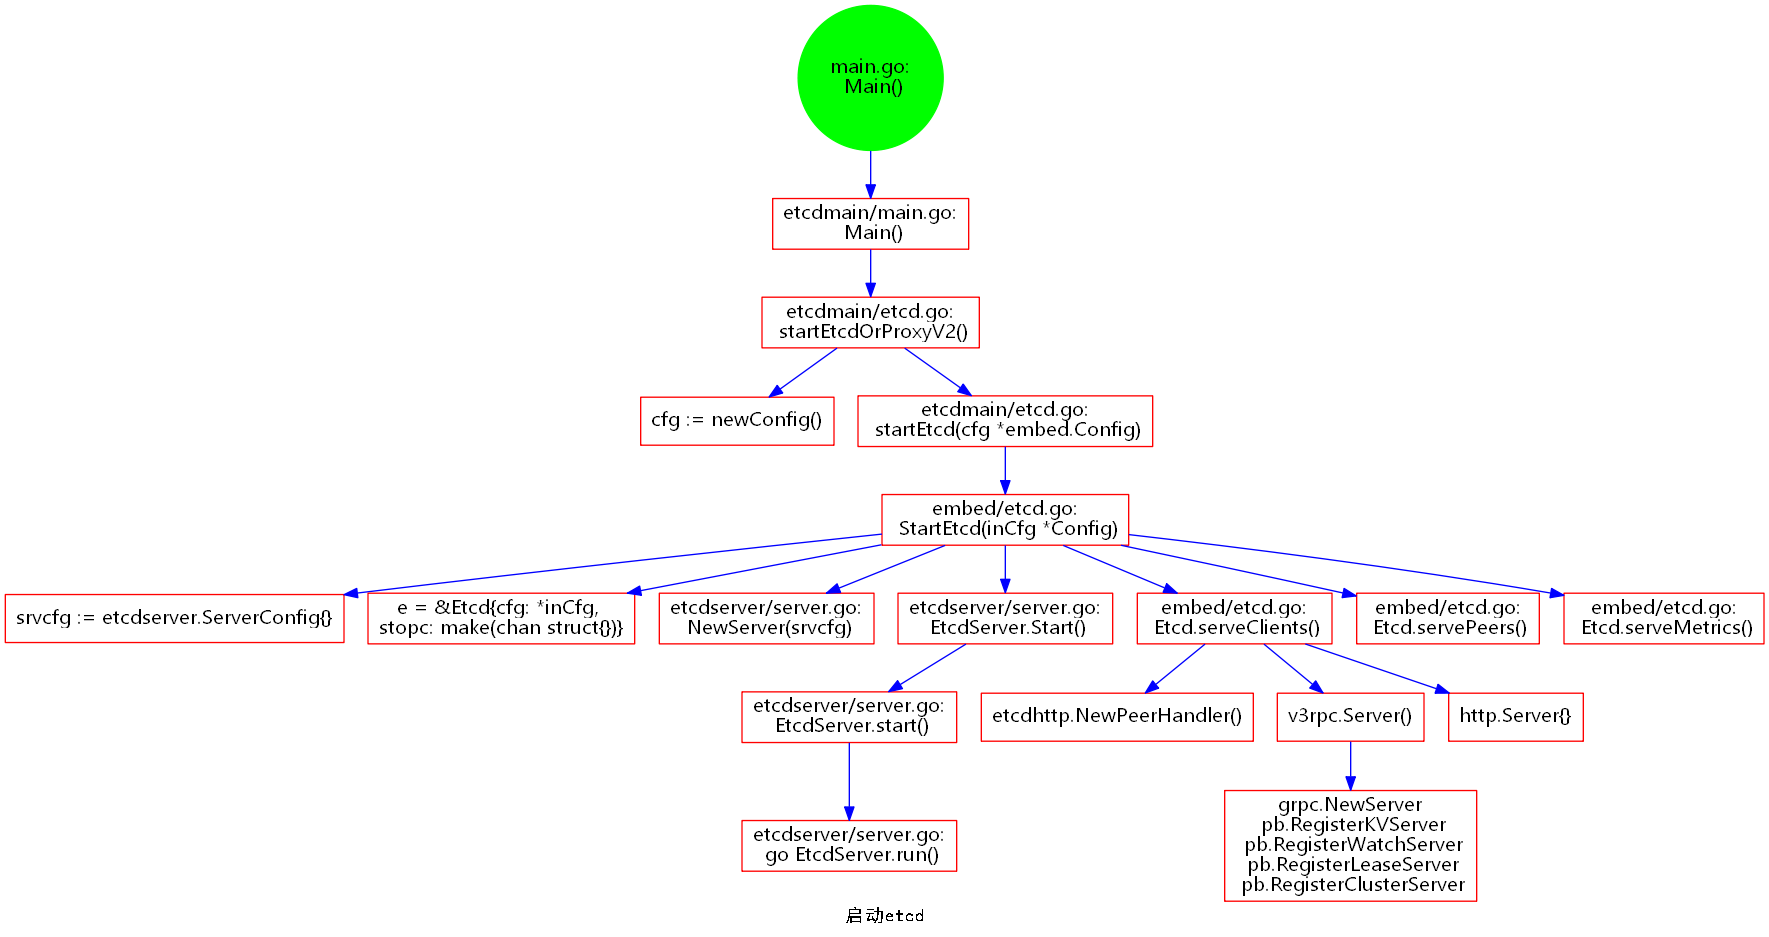 main.go:
Main()
etcdmain/main.go:
Main()
etcdmain/etcd.go:
startEtcdOrProxyV2()
cfg := newConfig()
etcdmain/etcd.go:
startEtcd(cfg *embed.Config)
embed/etcd.go:
StartEtcd(inCfg *Config)
srvcfg := etcdserver.ServerConfig{}
e = &Etcd{cfg: *inCfg,
stopc: make(chan struct{})}
etcdserver/server.go:
NewServer(srvcfg)
etcdserver/server.go:
EtcdServer.Start()
embed/etcd.go:
Etcd.serveClients()
embed/etcd.go:
Etcd.servePeers()
embed/etcd.go:
Etcd.serveMetrics()
etcdserver/server.go:
EtcdServer.start()
etcdhttp.NewPeerHandler()
v3rpc.Server()
http.Server{}
etcdserver/server.go:
go EtcdServer.run()
grpc.NewServer
pb.RegisterKVServer
pb.RegisterWatchServer
pb.RegisterLeaseServer
pb.RegisterClusterServer
启动etcd